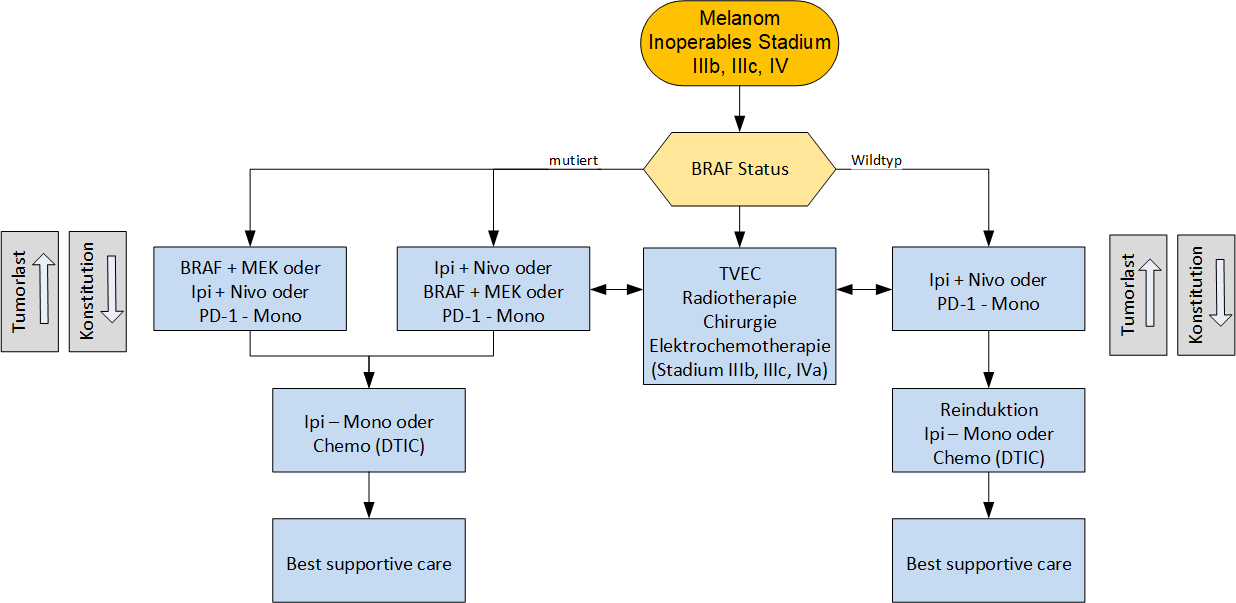 Melanom
Inoperables Stadium
IIIb, IIIc, IV
mutiert
BRAF Status
Wildtyp
Tumorlast
Konstitution
BRAF + MEK oder
Ipi + Nivo oder
PD-1 - Mono
Ipi + Nivo oder
BRAF + MEK oder
PD-1 - Mono
TVEC
Radiotherapie
Chirurgie
Elektrochemotherapie
(Stadium IIIb, IIIc, IVa)
Ipi + Nivo oder
PD-1 - Mono
Tumorlast
Konstitution
Ipi – Mono oder
Chemo (DTIC)
Reinduktion
Ipi – Mono oder
Chemo (DTIC)
Best supportive care
Best supportive care